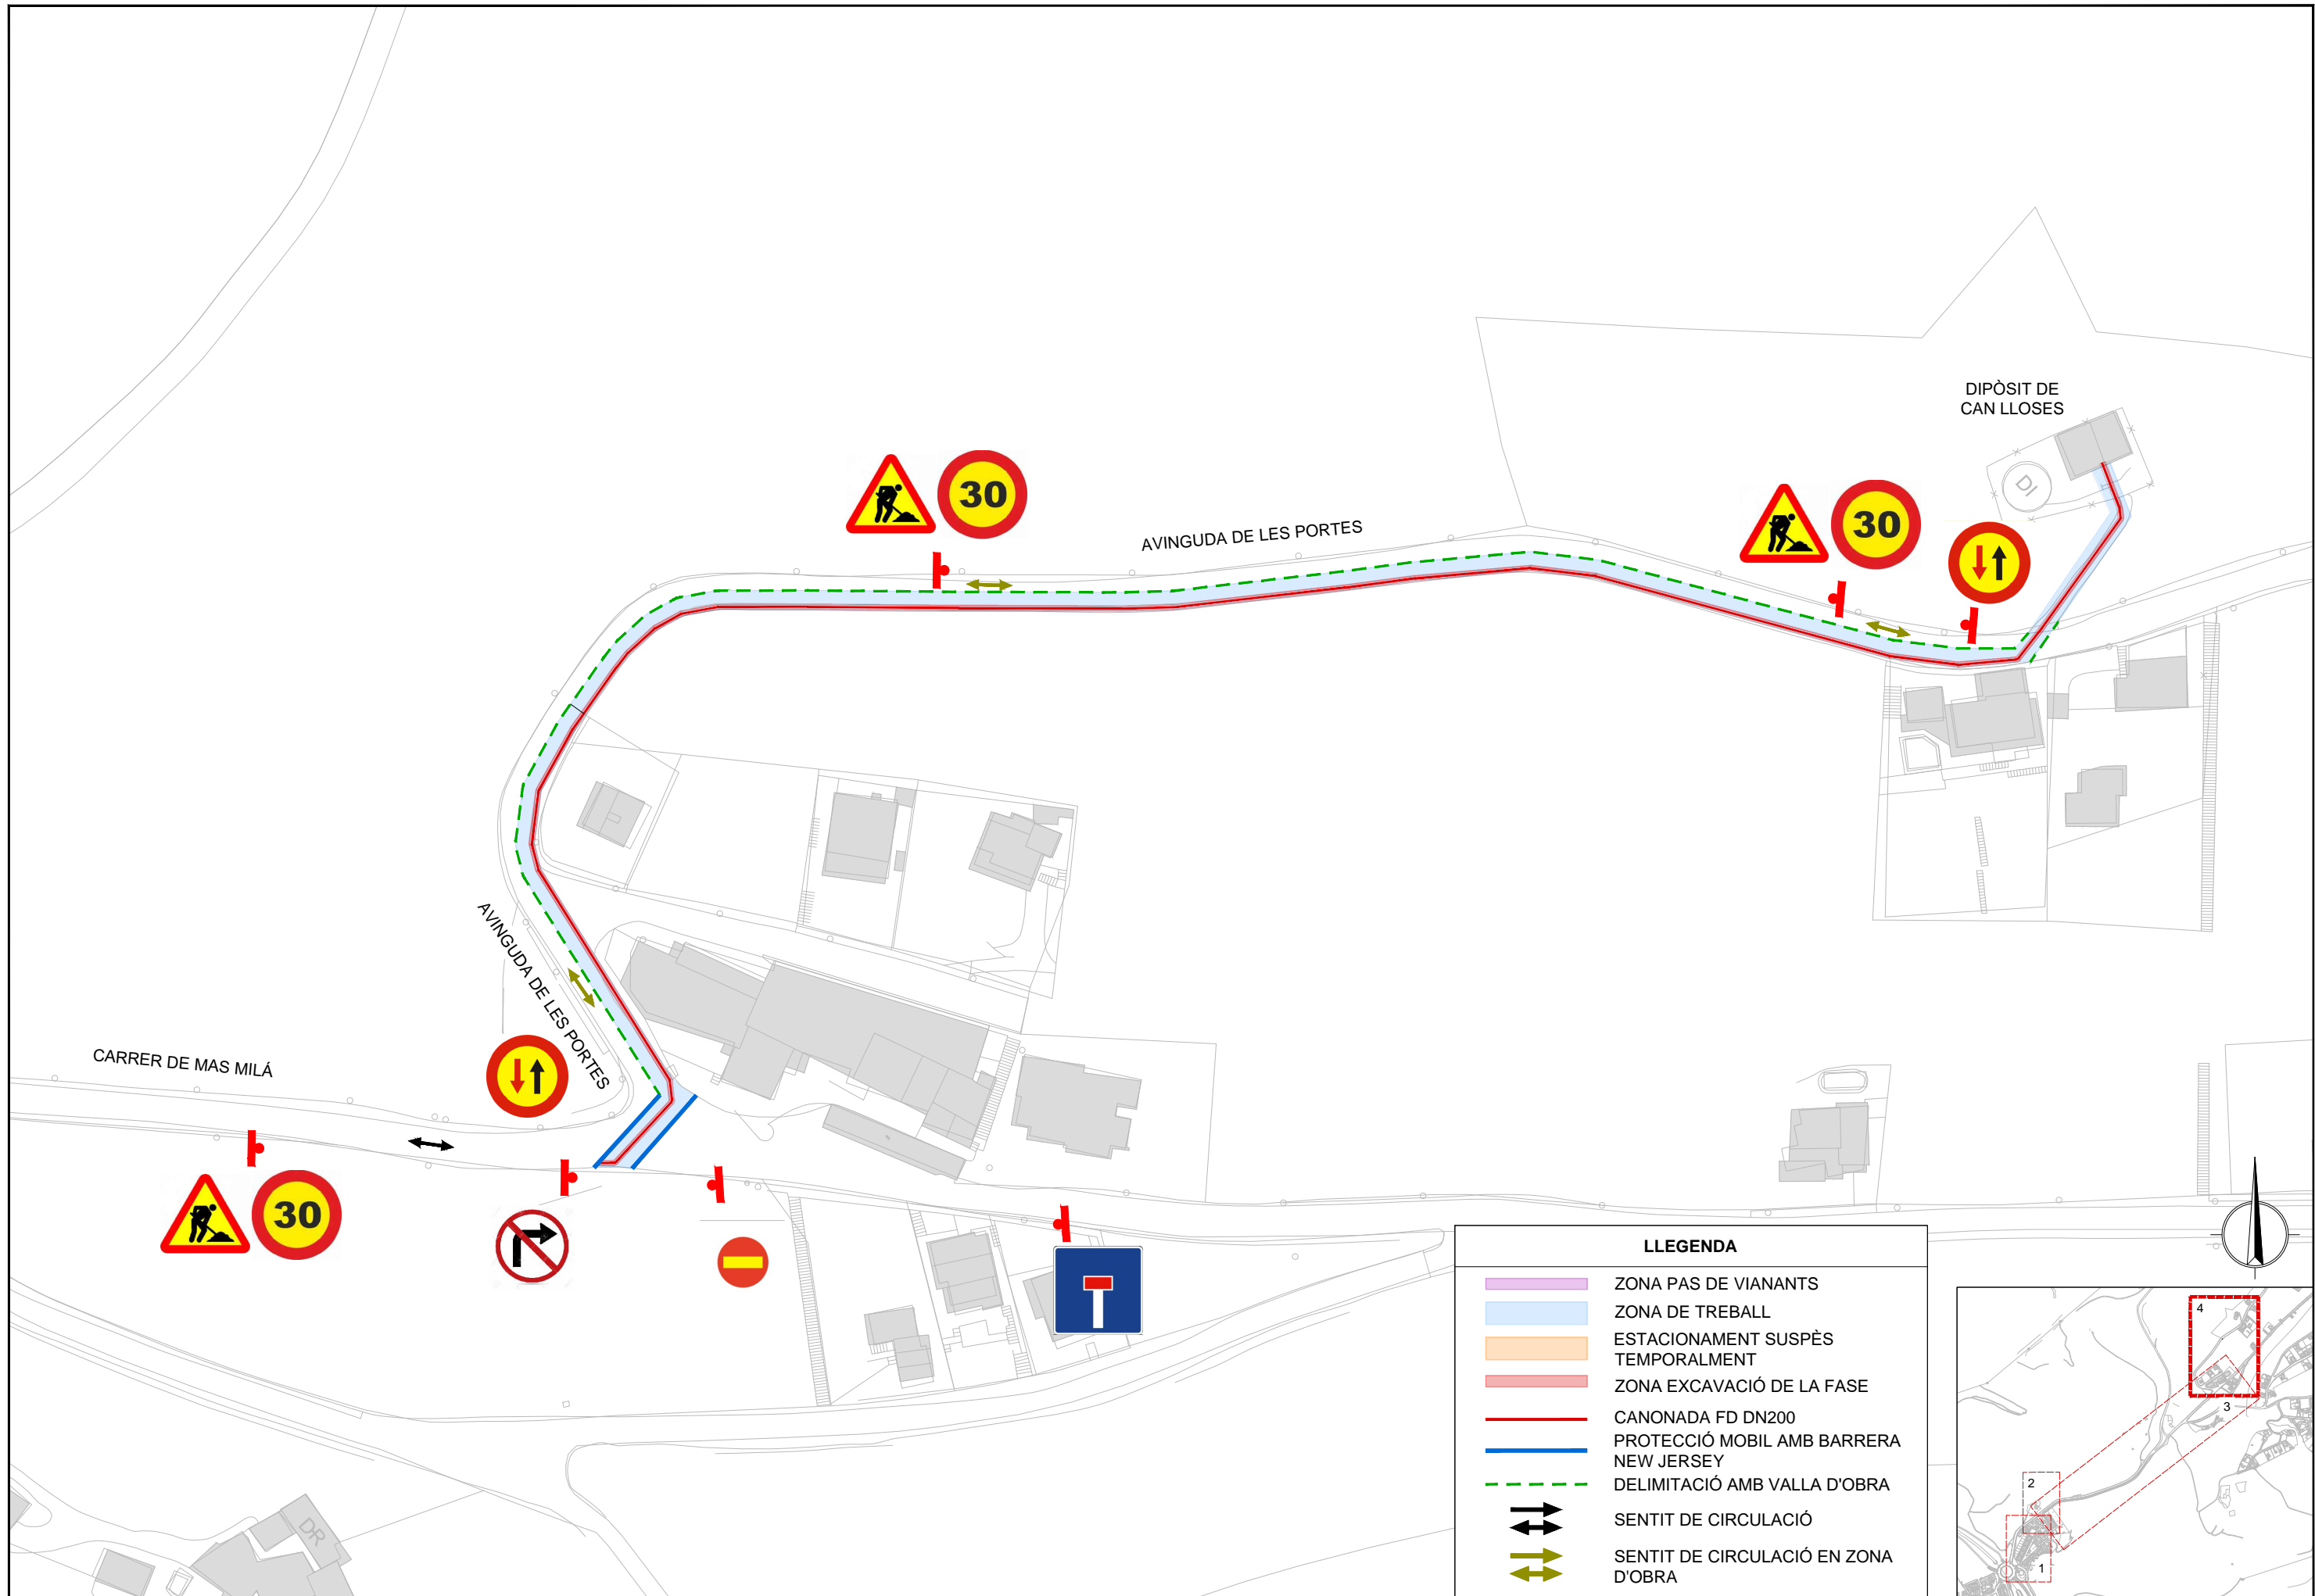 DIPÒSIT DE
CAN LLOSES
DI
30
30
AVINGUDA DE LES PORTES
AVINGUDA DE LES PORTES
CARRER DE MAS MILÁ
30
DR
LLEGENDA
ZONA PAS DE VIANANTS
ZONA DE TREBALL
ESTACIONAMENT SUSPÈS
TEMPORALMENT
ZONA EXCAVACIÓ DE LA FASE
CANONADA FD DN200
PROTECCIÓ MOBIL AMB BARRERA
NEW JERSEY
DELIMITACIÓ AMB VALLA D'OBRA
SENTIT DE CIRCULACIÓ
SENTIT DE CIRCULACIÓ EN ZONA
D'OBRA
4
3
2
1